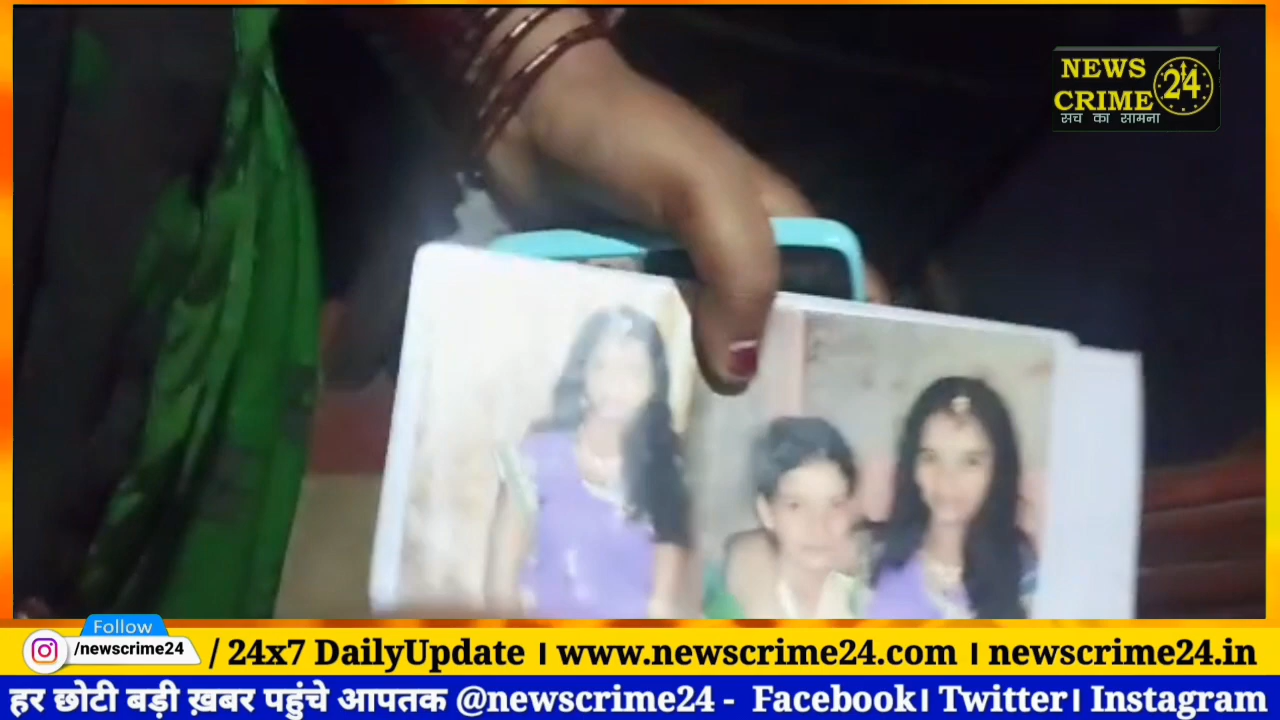 NEWS
CRIME 24
सच का सामना
Follow
/newscrime24 / 24x7 DailyUpdate । www.newscrime24.com । newscrime24.in
हर छोटी बड़ी ख़बर पहुंचे आपतक @newscrime24 - Facebook। Twitter। Instagram